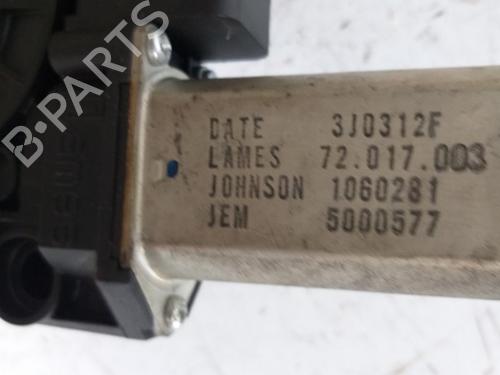 B-PARTS
DATE 3J0312F
LAMES 72.017.003
JOHNSON 1060281
JEM 5000577